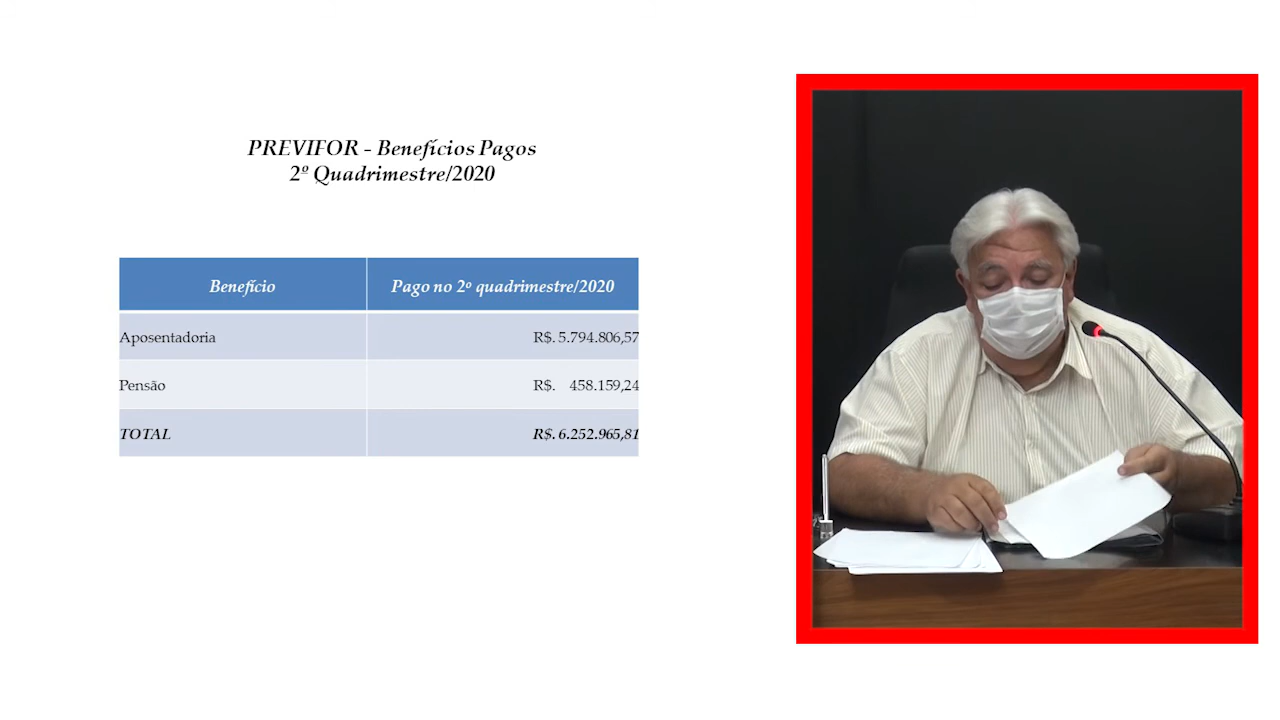 PREVIFOR - Benefícios Pagos
2º Quadrimestre/2020
Benefício Pago no 2º quadrimestre/2020
Aposentadoria R$. 5.794.806,57
Pensão R$. 458.159,24
TOTAL R$. 6.252.965,81